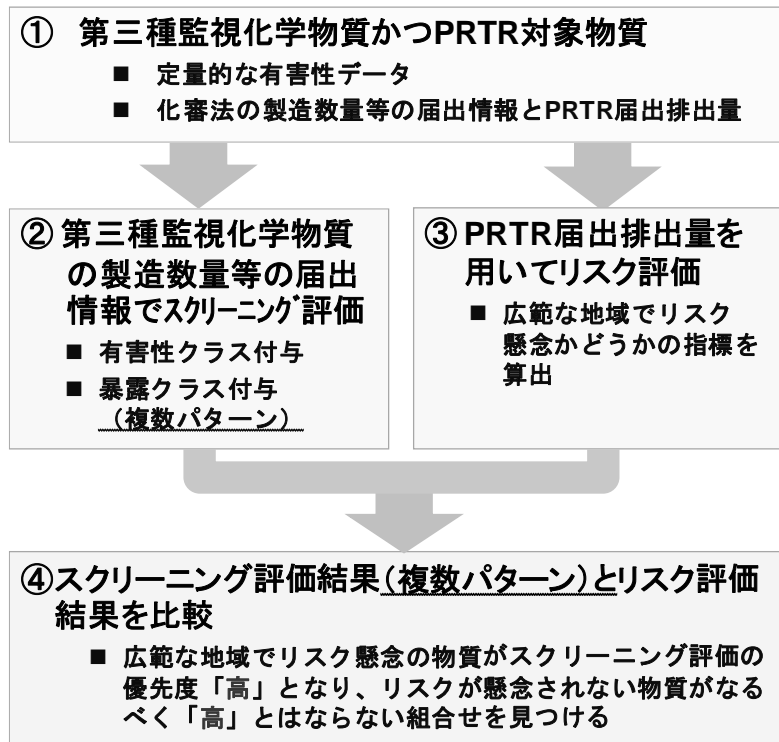 ① 第三種監視化学物質かつPRTR対象物質
■ 定量的な有害性データ
■ 化審法の製造数量等の届出情報とPRTR届出排出量
② 第三種監視化学物質
の製造数量等の届出
情報でスクリーニング評価
■ 有害性クラス付与
■ 暴露クラス付与
（複数パターン）
③ PRTR届出排出量を
用いてリスク評価
■ 広範な地域でリスク
懸念かどうかの指標を
算出
④スクリーニング評価結果（複数パターン）とリスク評価
結果を比較
■ 広範な地域でリスク懸念の物質がスクリーニング評価の
優先度「高」となり、リスクが懸念されない物質がなる
べく「高」とはならない組合せを見つける